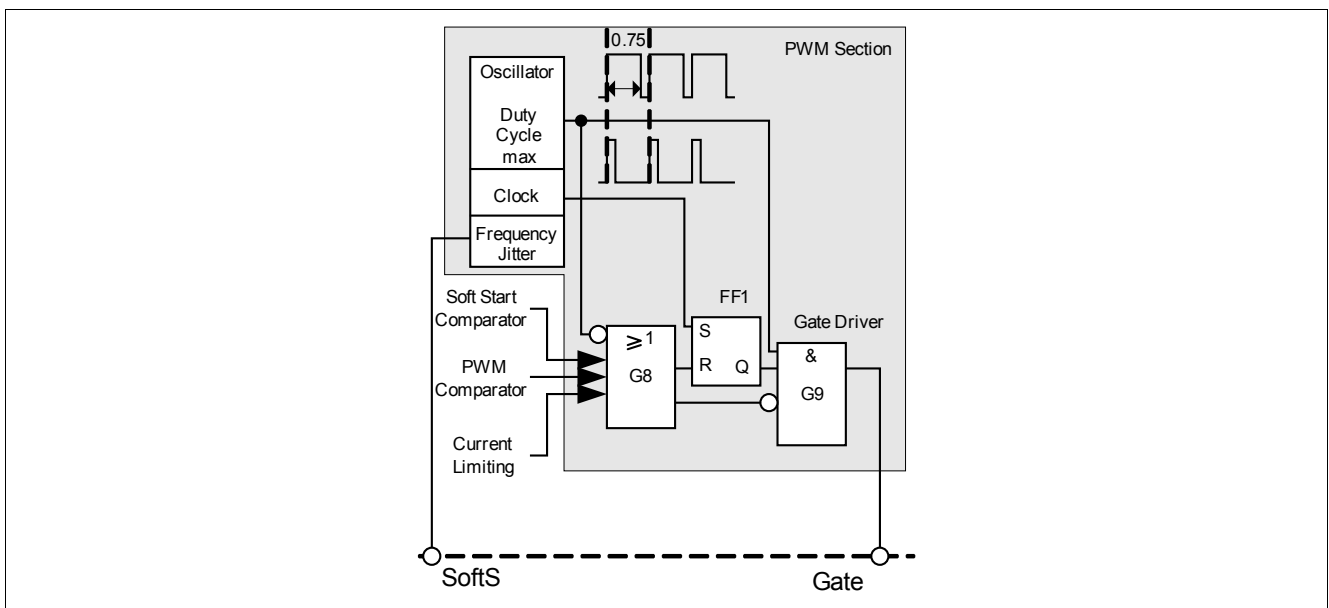 0.75
PWM Section
Oscillator
Duty
Cycle
max
Clock
Frequency
Jitter
Soft Start
Comparator
FF1
Gate Driver
S
⩾1
&
R
Q
G8
PWM
Comparator
G9
Current
Limiting
SoftS
Gate